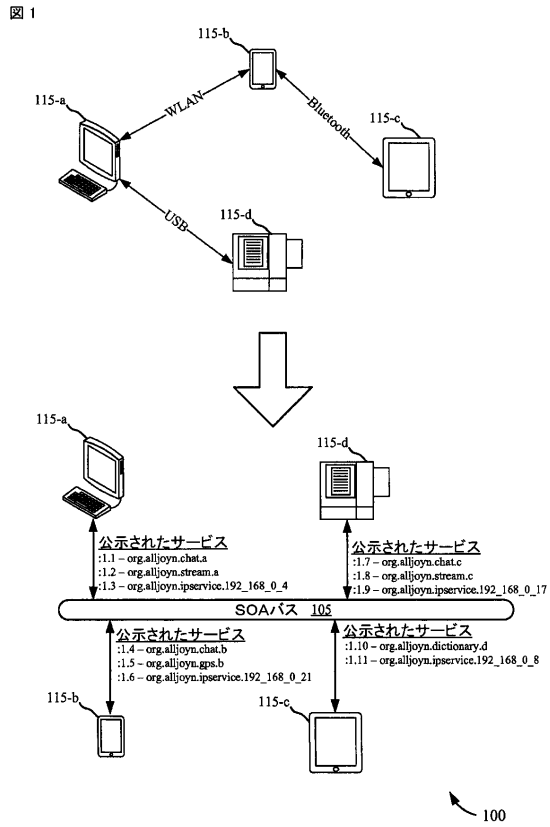 図1
115-b
115-a
WLAN
Bluetooth
115-c
USB
115-d
115-a
115-d
公示されたサービス
:1.1 – org.alljoyn.chat.a
:1.2 – org.alljoyn.stream.a
:1.3 – org.alljoyn.ipservice.192_168_0_4
公示されたサービス
:1.7 – org.alljoyn.chat.c
:1.8 – org.alljoyn.stream.c
:1.9 – org.alljoyn.ipservice.192_168_0_17
SOAバス 105
公示されたサービス
:1.4 – org.alljoyn.chat.b
:1.5 – org.alljoyn.gps.b
:1.6 – org.alljoyn.ipservice.192_168_0_21
公示されたサービス
:1.10 – org.alljoyn.dictionary.d
:1.11 – org.alljoyn.ipservice.192_168_0_8
115-b
115-c
100